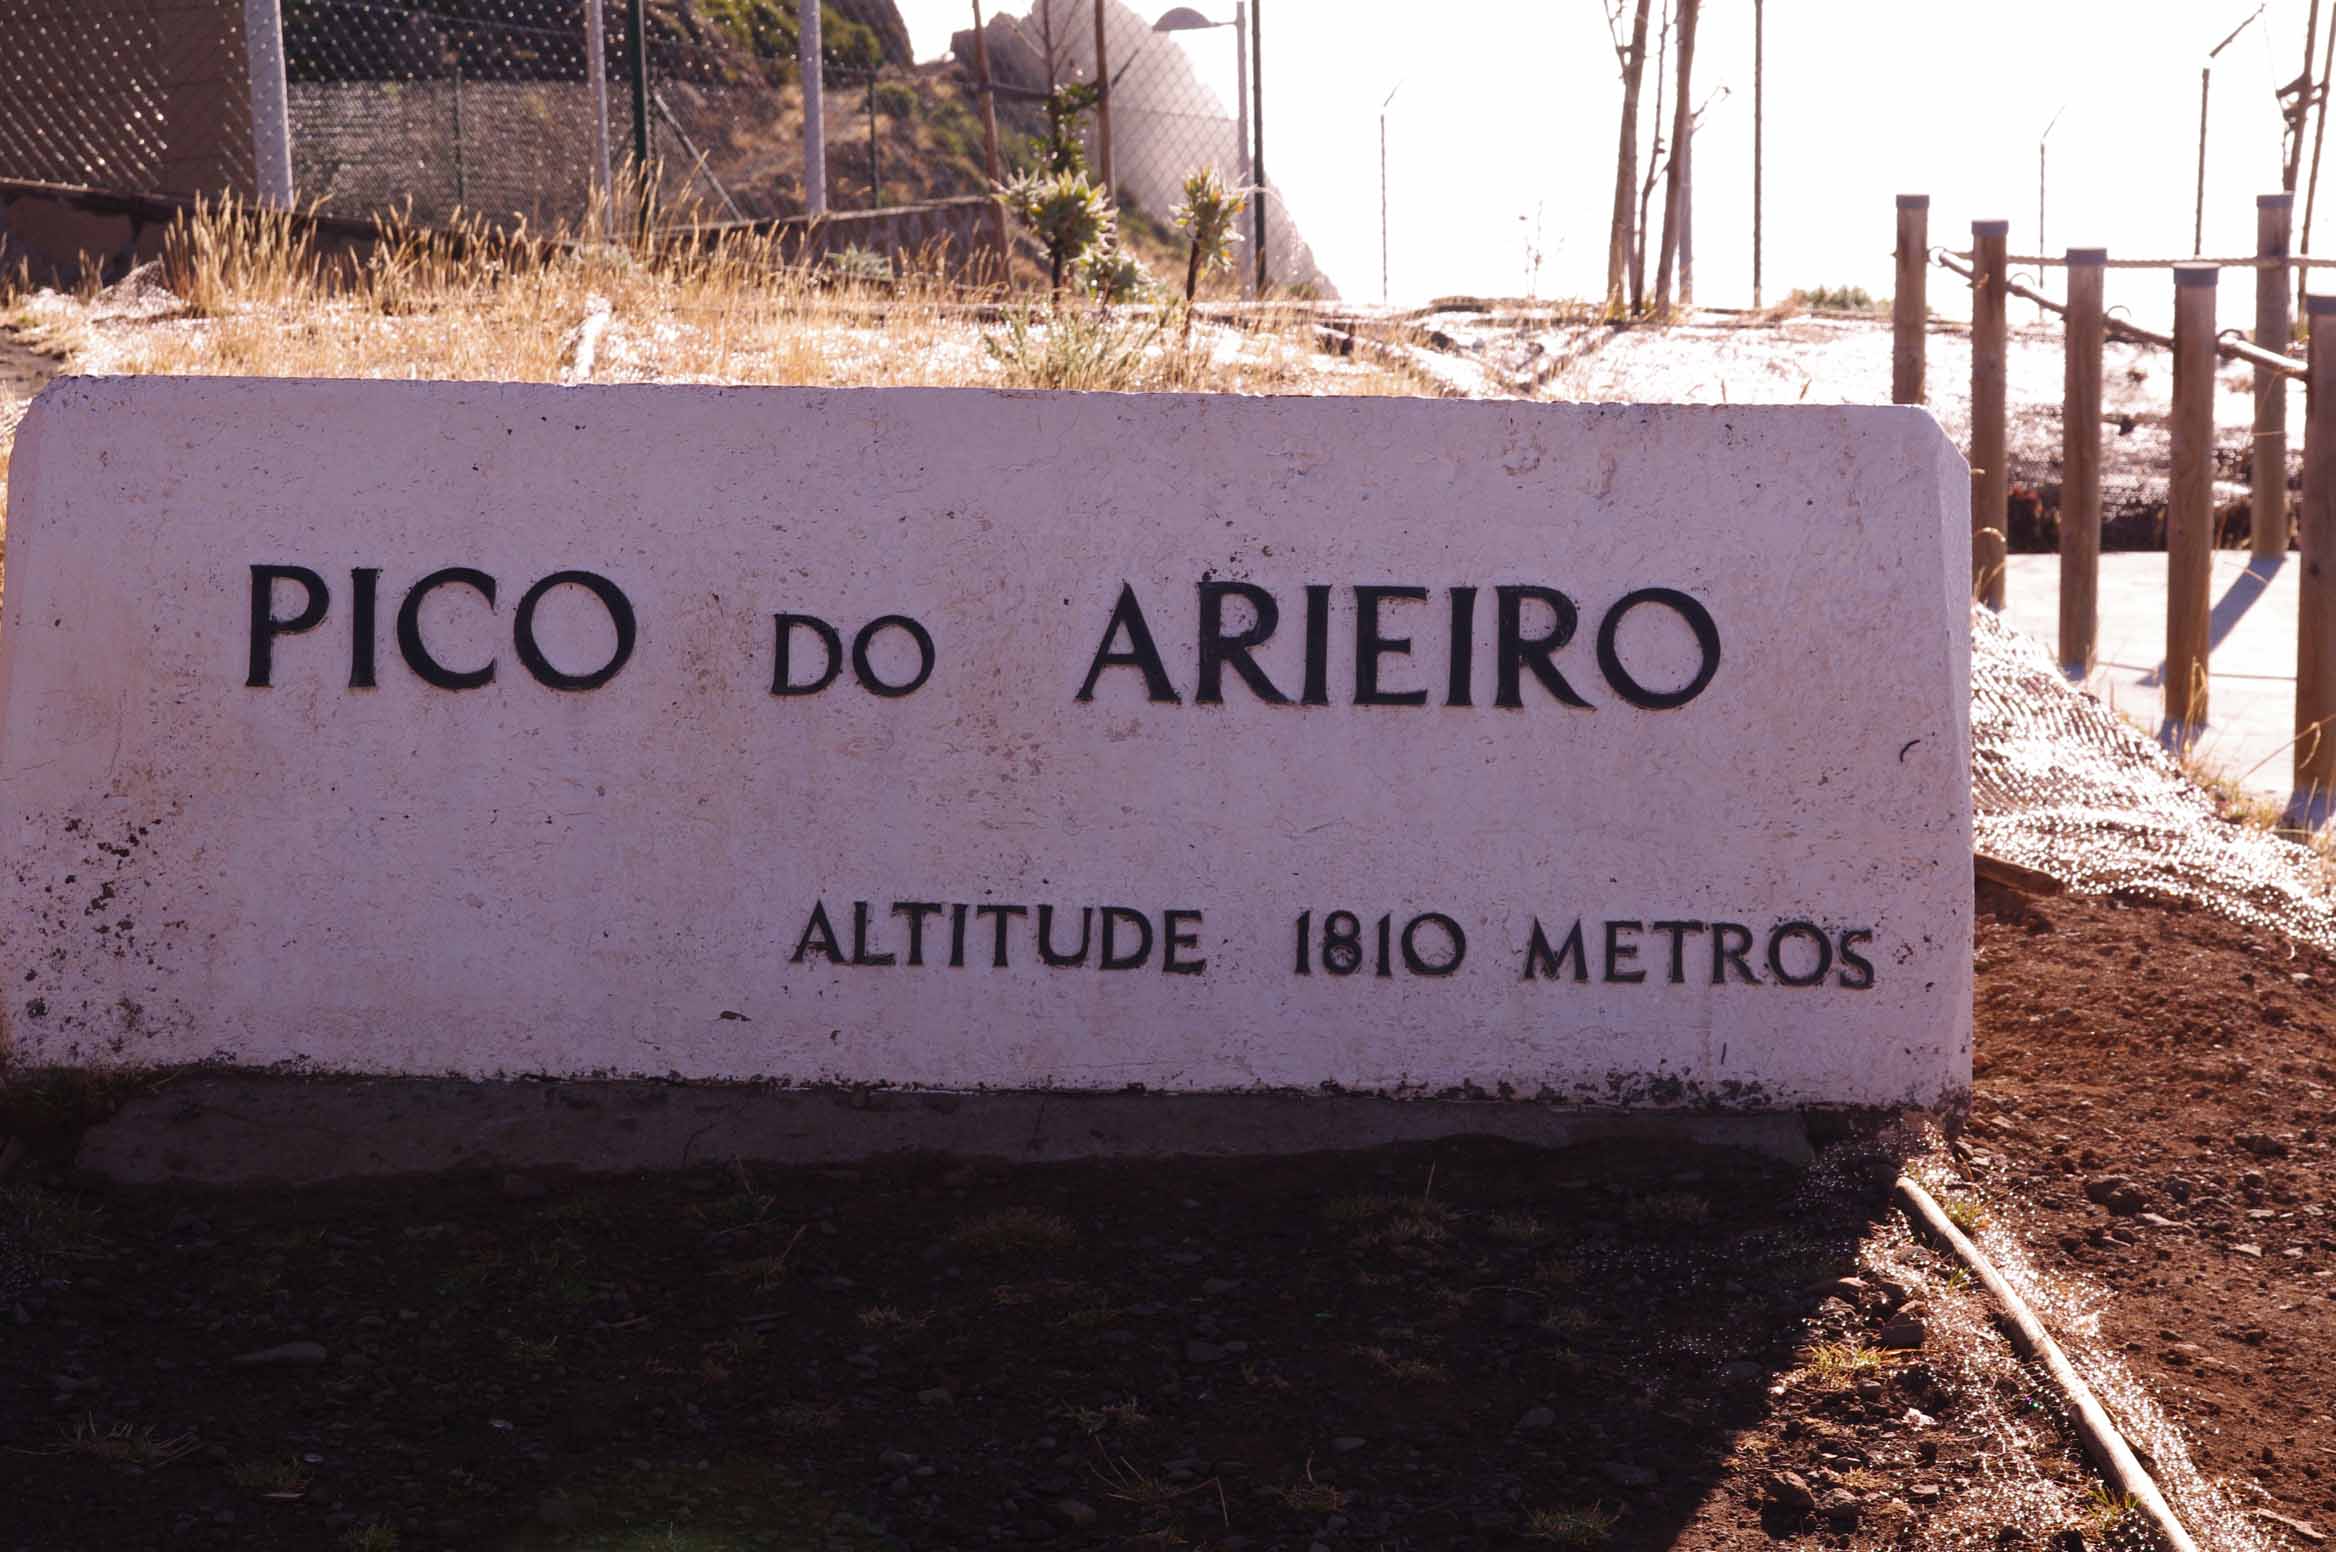 PICO DO ARIEIRO
ALTITUDE 1810 METROS